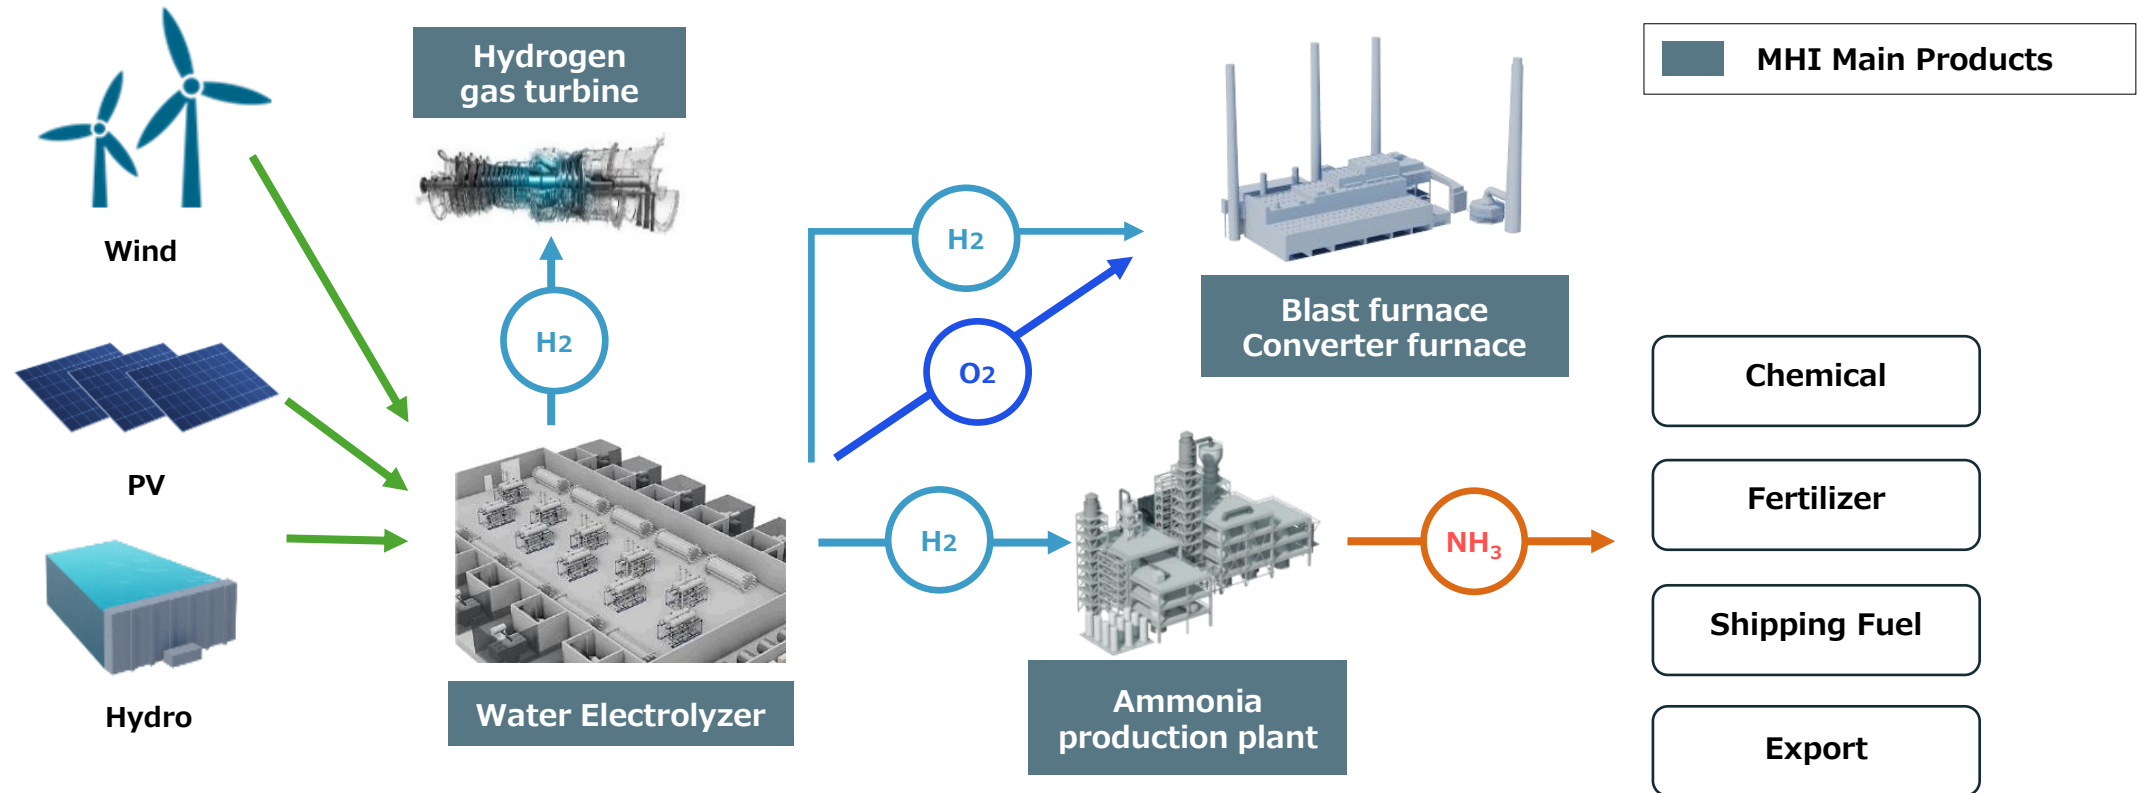 Hydrogen
gas turbine
MHI Main Products
Wind
H2
H2
Blast furnace
Converter furnace
O2
PV
Chemical
Fertilizer
H2
NH₃
Shipping Fuel
Hydro
Water Electrolyzer
Ammonia
production plant
Export